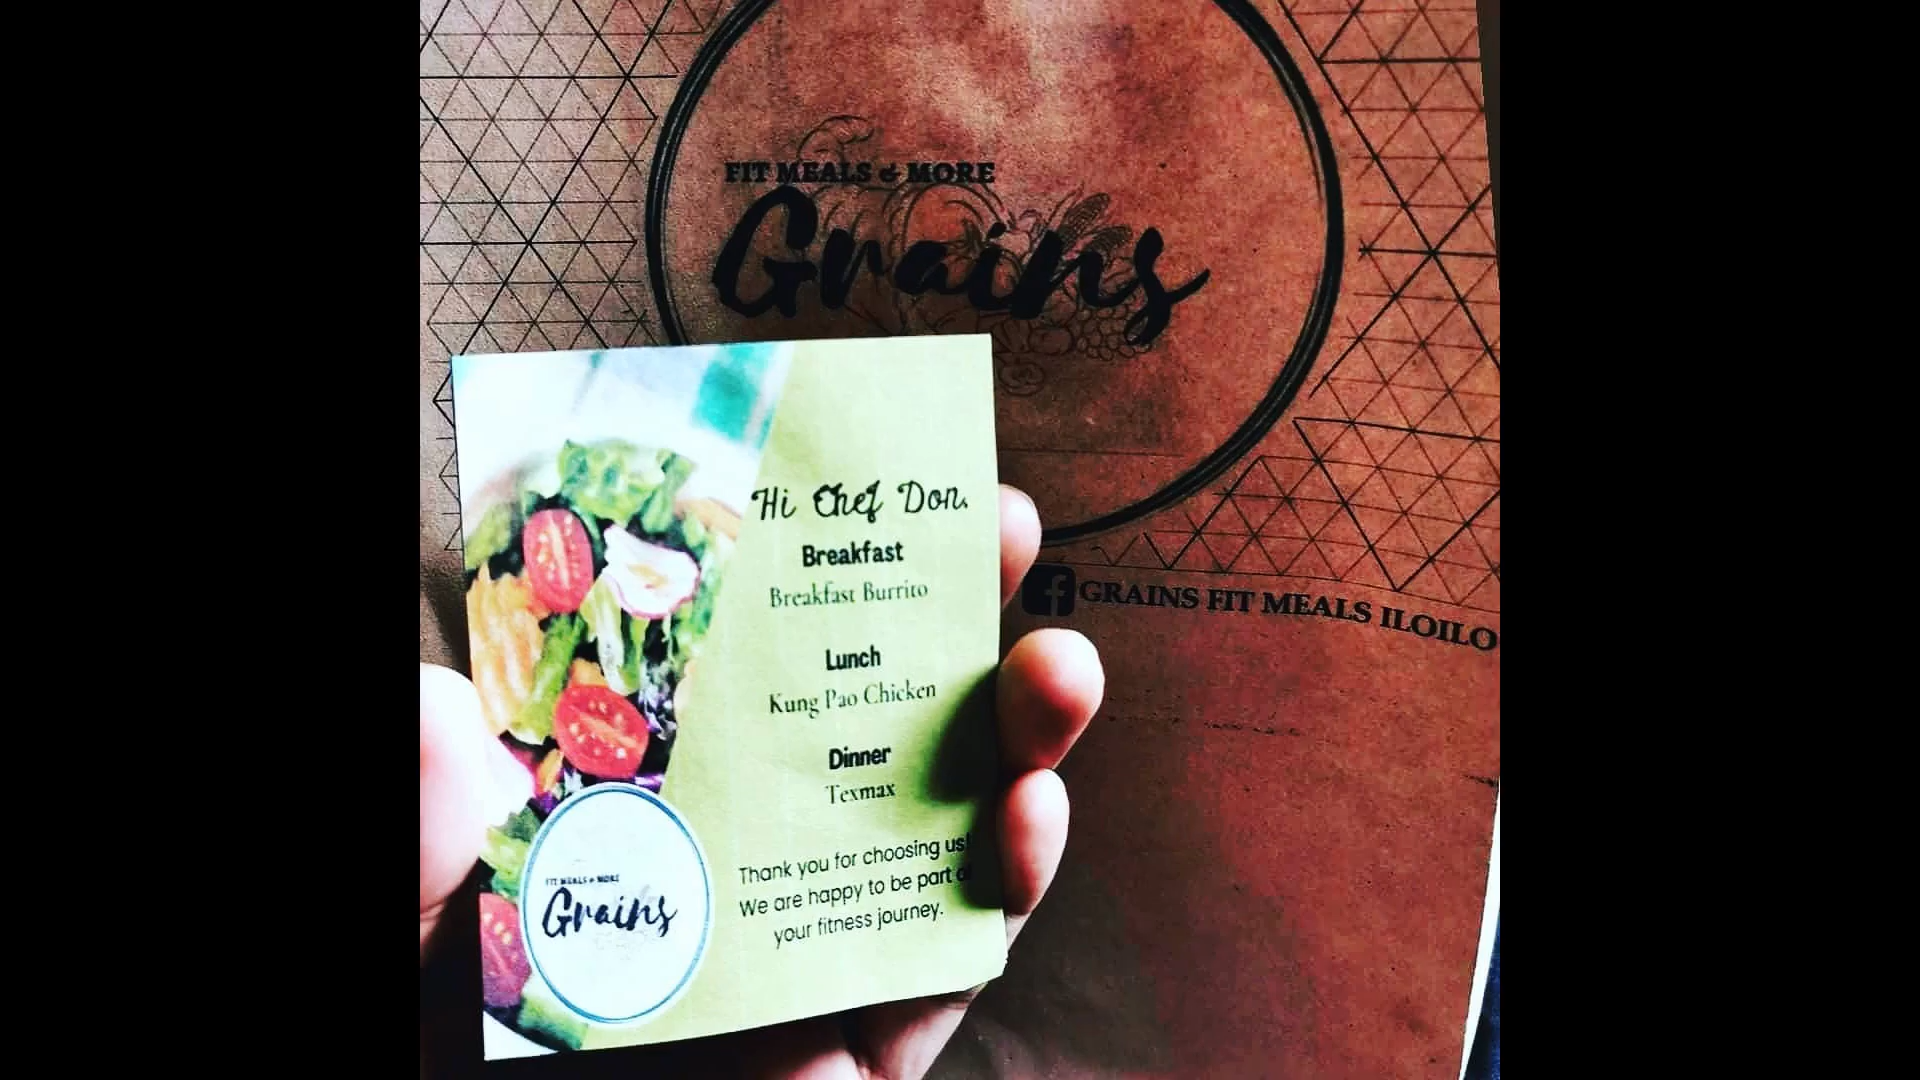 FIT MEALS & MORE
Grains
GRAINS FIT MEALS ILOILO
Hi Chef Don.
Breakfast
Breakfast Burrito
Lunch
Kung Pao Chicken
Dinner
Texmax
Thank you for choosing us!
We are happy to be part of
your fitness journey.
FIT MEALS & MORE
Grains